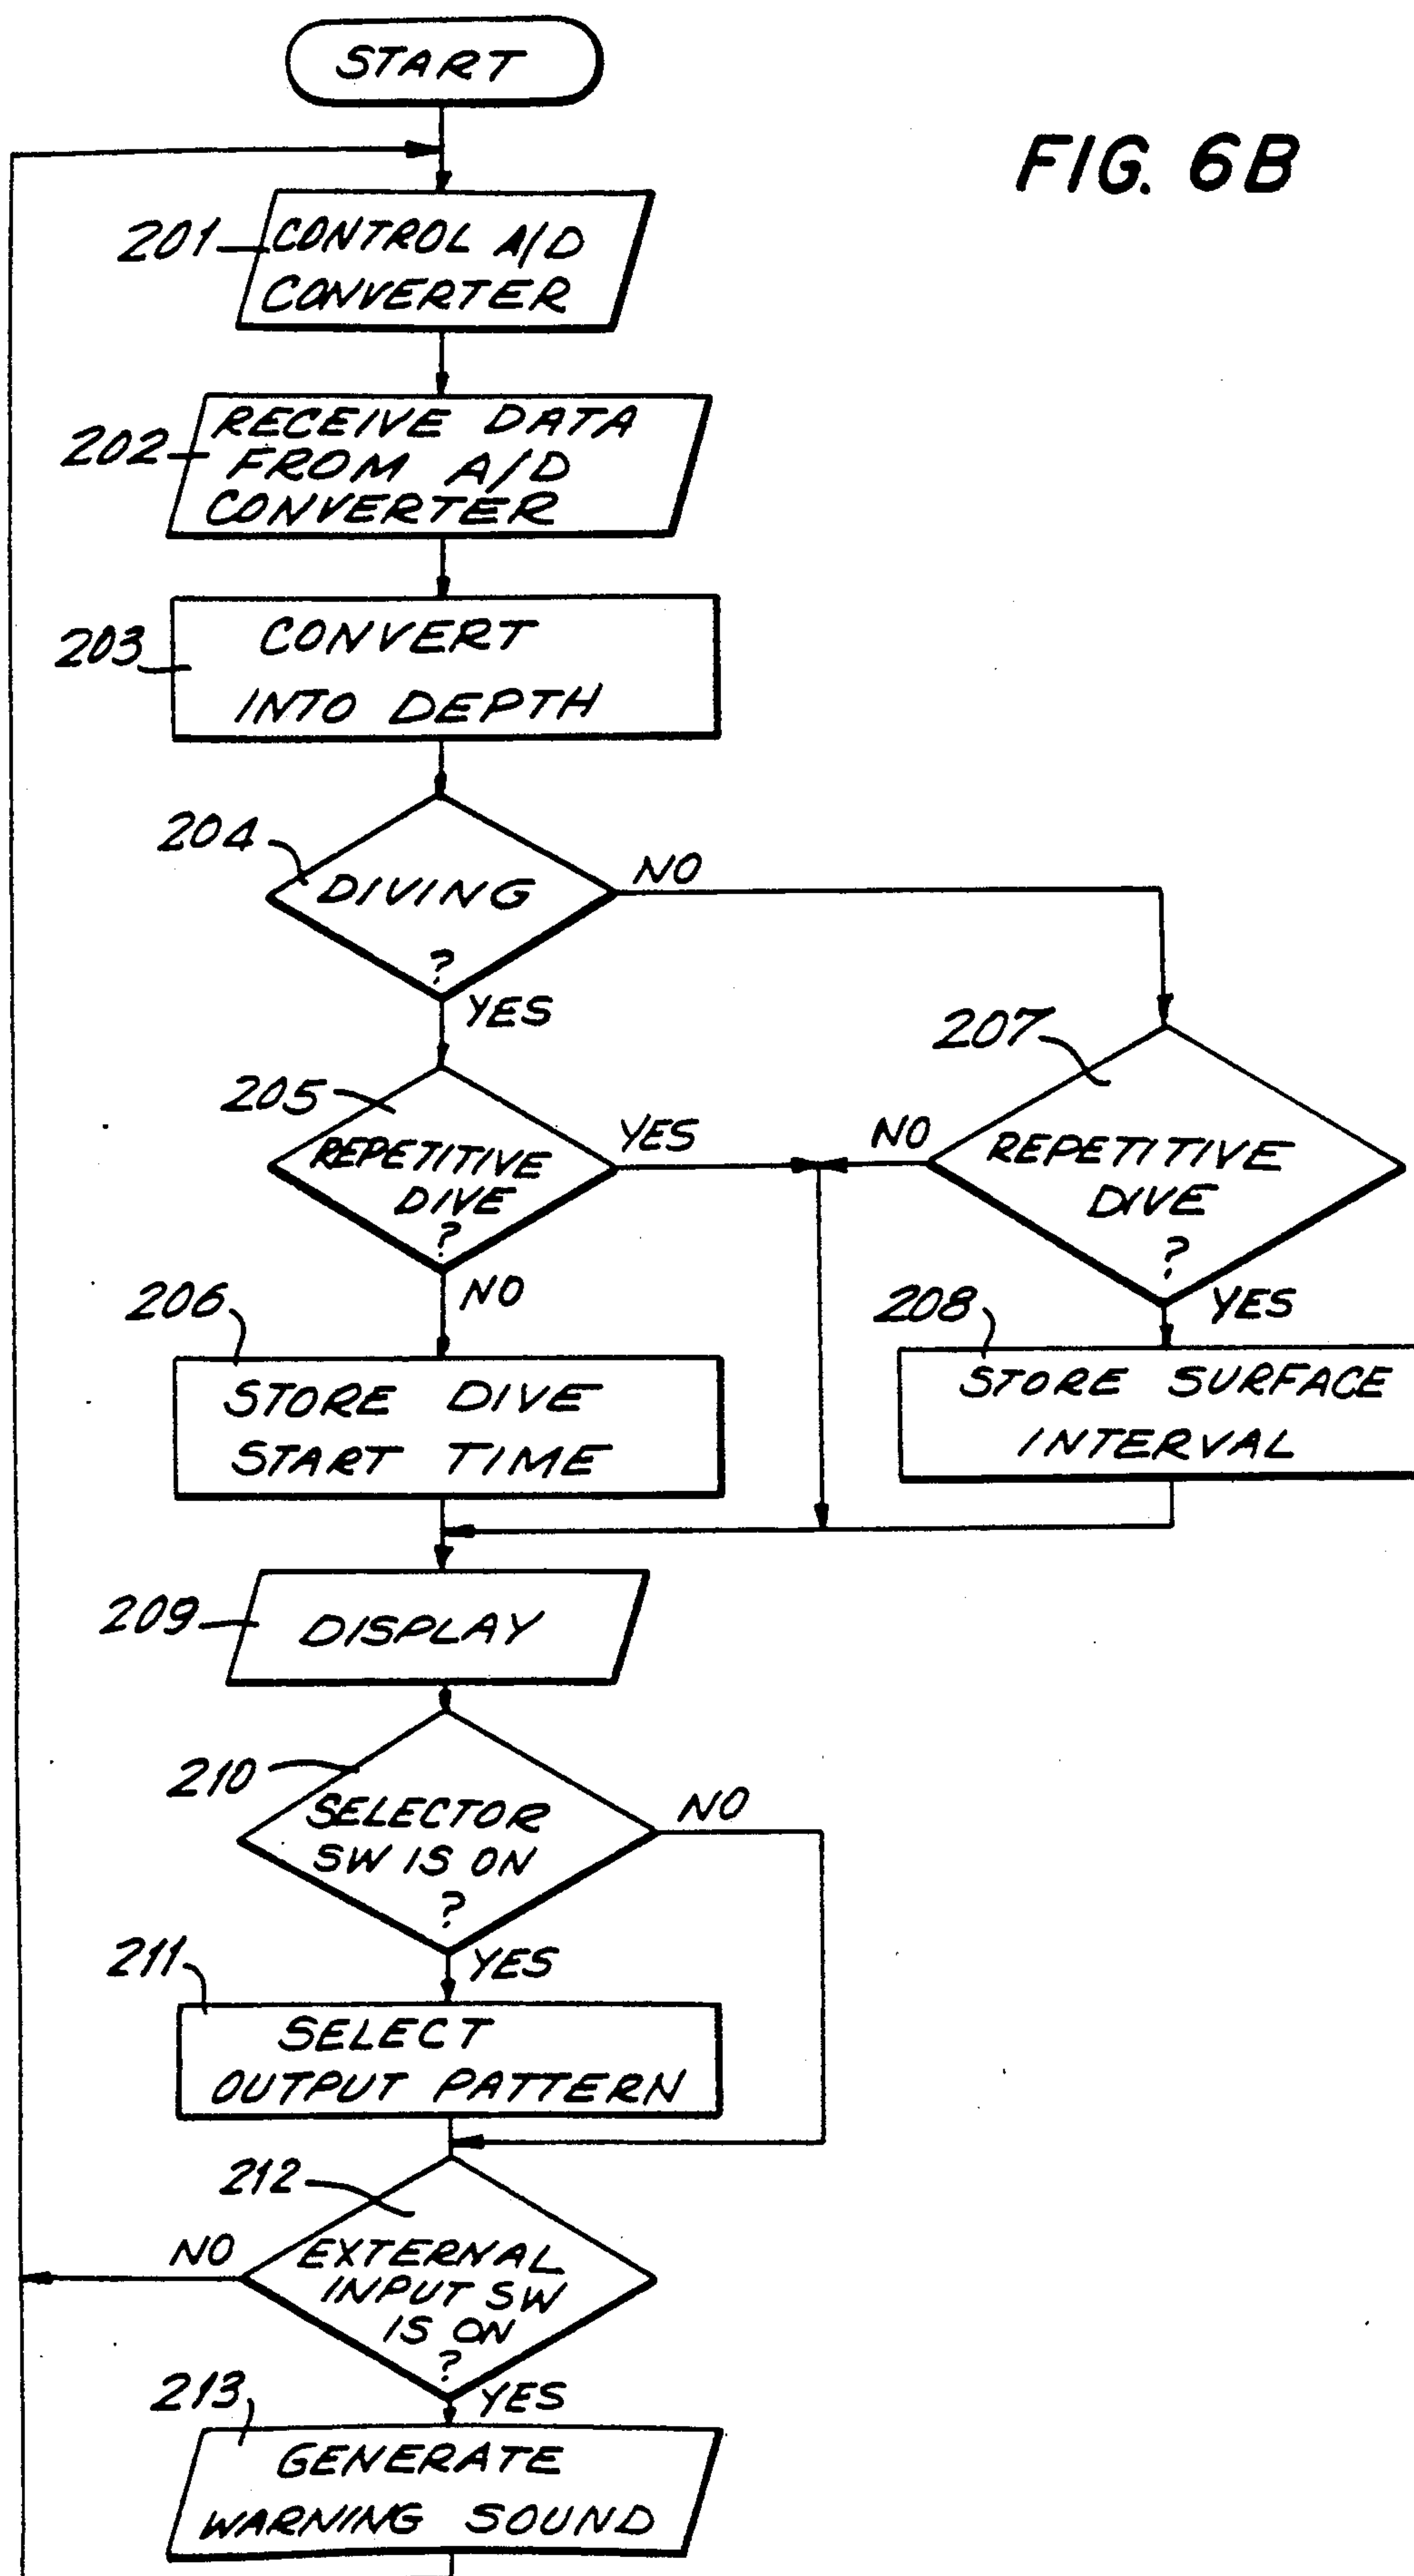 START
FIG. 6B
201
CONTROL A/D
CONVERTER
202
RECEIVE DATA
FROM A/D
CONVERTER
203
CONVERT
INTO DEPTH
204
DIVING
?
NO
YES
205
REPETITIVE
DIVE
?
YES
NO
207
REPETITIVE
DIVE
?
NO
YES
206
STORE DIVE
START TIME
208
STORE SURFACE
INTERVAL
209
DISPLAY
210
SELECTOR
SW IS ON
?
NO
YES
211
SELECT
OUTPUT PATTERN
212
EXTERNAL
INPUT SW
IS ON
?
NO
YES
213
GENERATE
WARNING SOUND